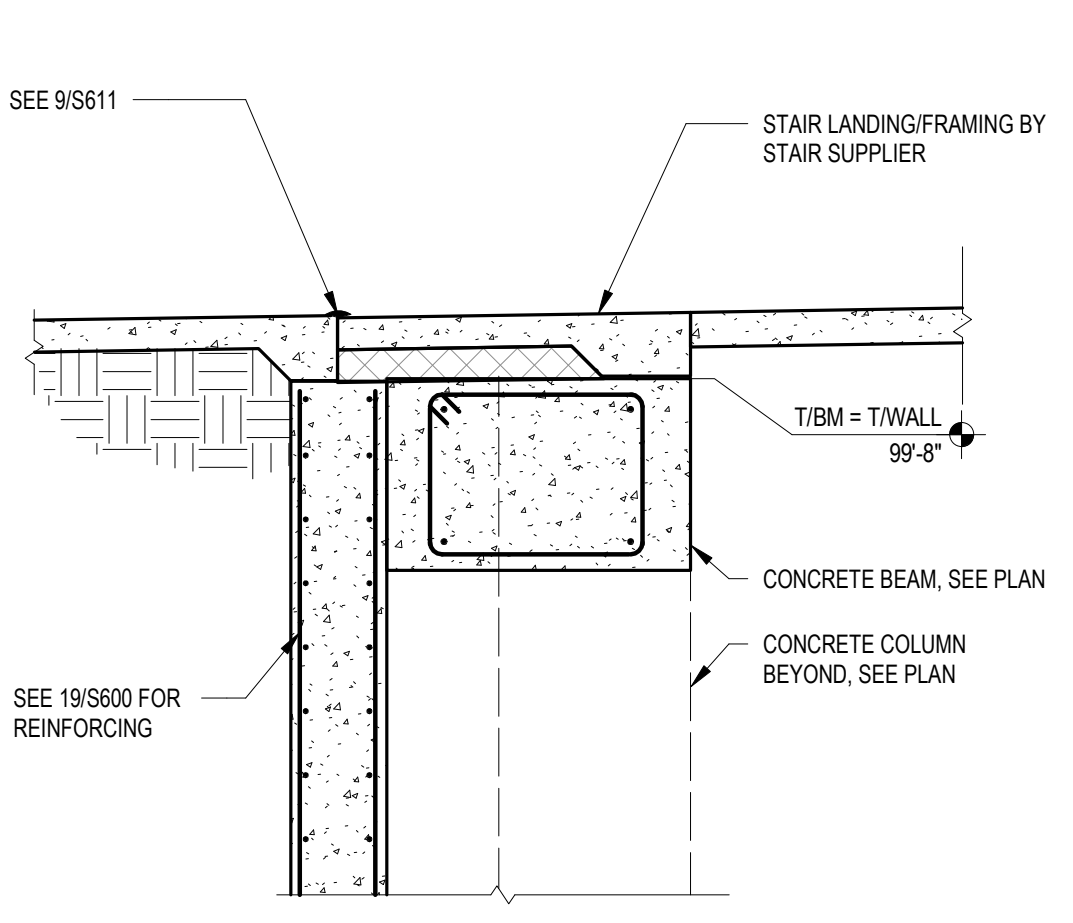 SEE 9/S611
STAIR LANDING/FRAMING BY
STAIR SUPPLIER
T/BM = T/WALL
99'-8"
CONCRETE BEAM, SEE PLAN
CONCRETE COLUMN
BEYOND, SEE PLAN
SEE 19/S600 FOR
REINFORCING